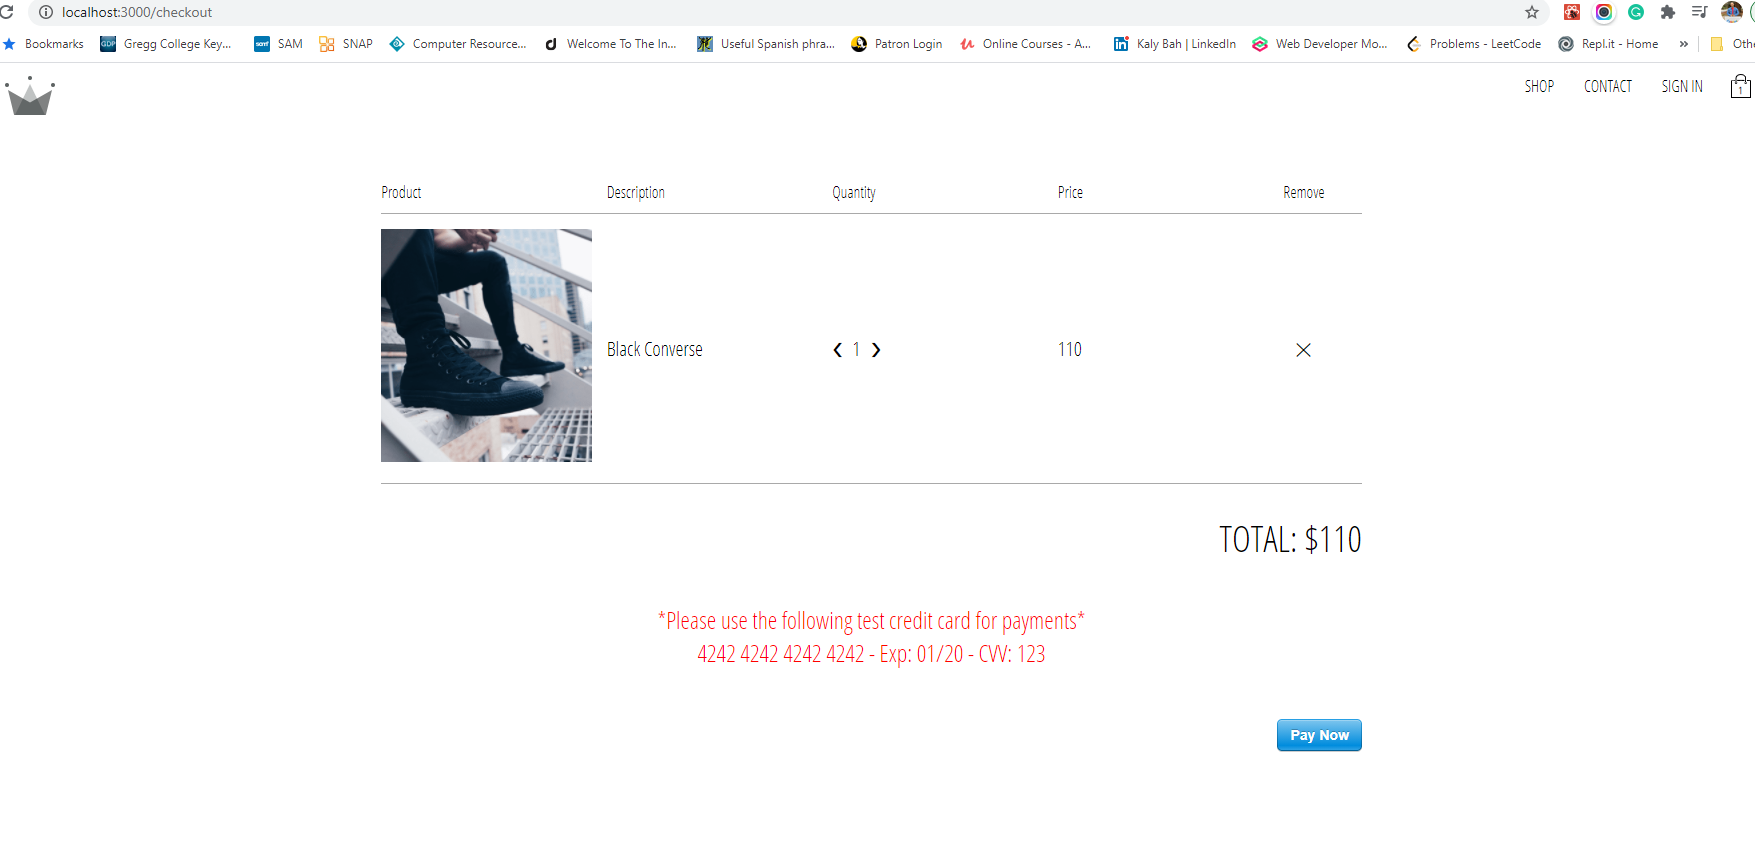 localhost:3000/checkout
Bookmarks GDP Gregg College Key... sam SAM SNAP Computer Resource... Welcome To The In... Useful Spanish phra... Patron Login Online Courses - A... Kaly Bah | LinkedIn Web Developer Mo... Problems - LeetCode Repl.it - Home » Othe
SHOP CONTACT SIGN IN 1
Product Description Quantity Price Remove
Black Converse ❮ 1 ❯ 110 ✕
TOTAL: $110
*Please use the following test credit card for payments*
4242 4242 4242 4242 - Exp: 01/20 - CVV: 123
Pay Now